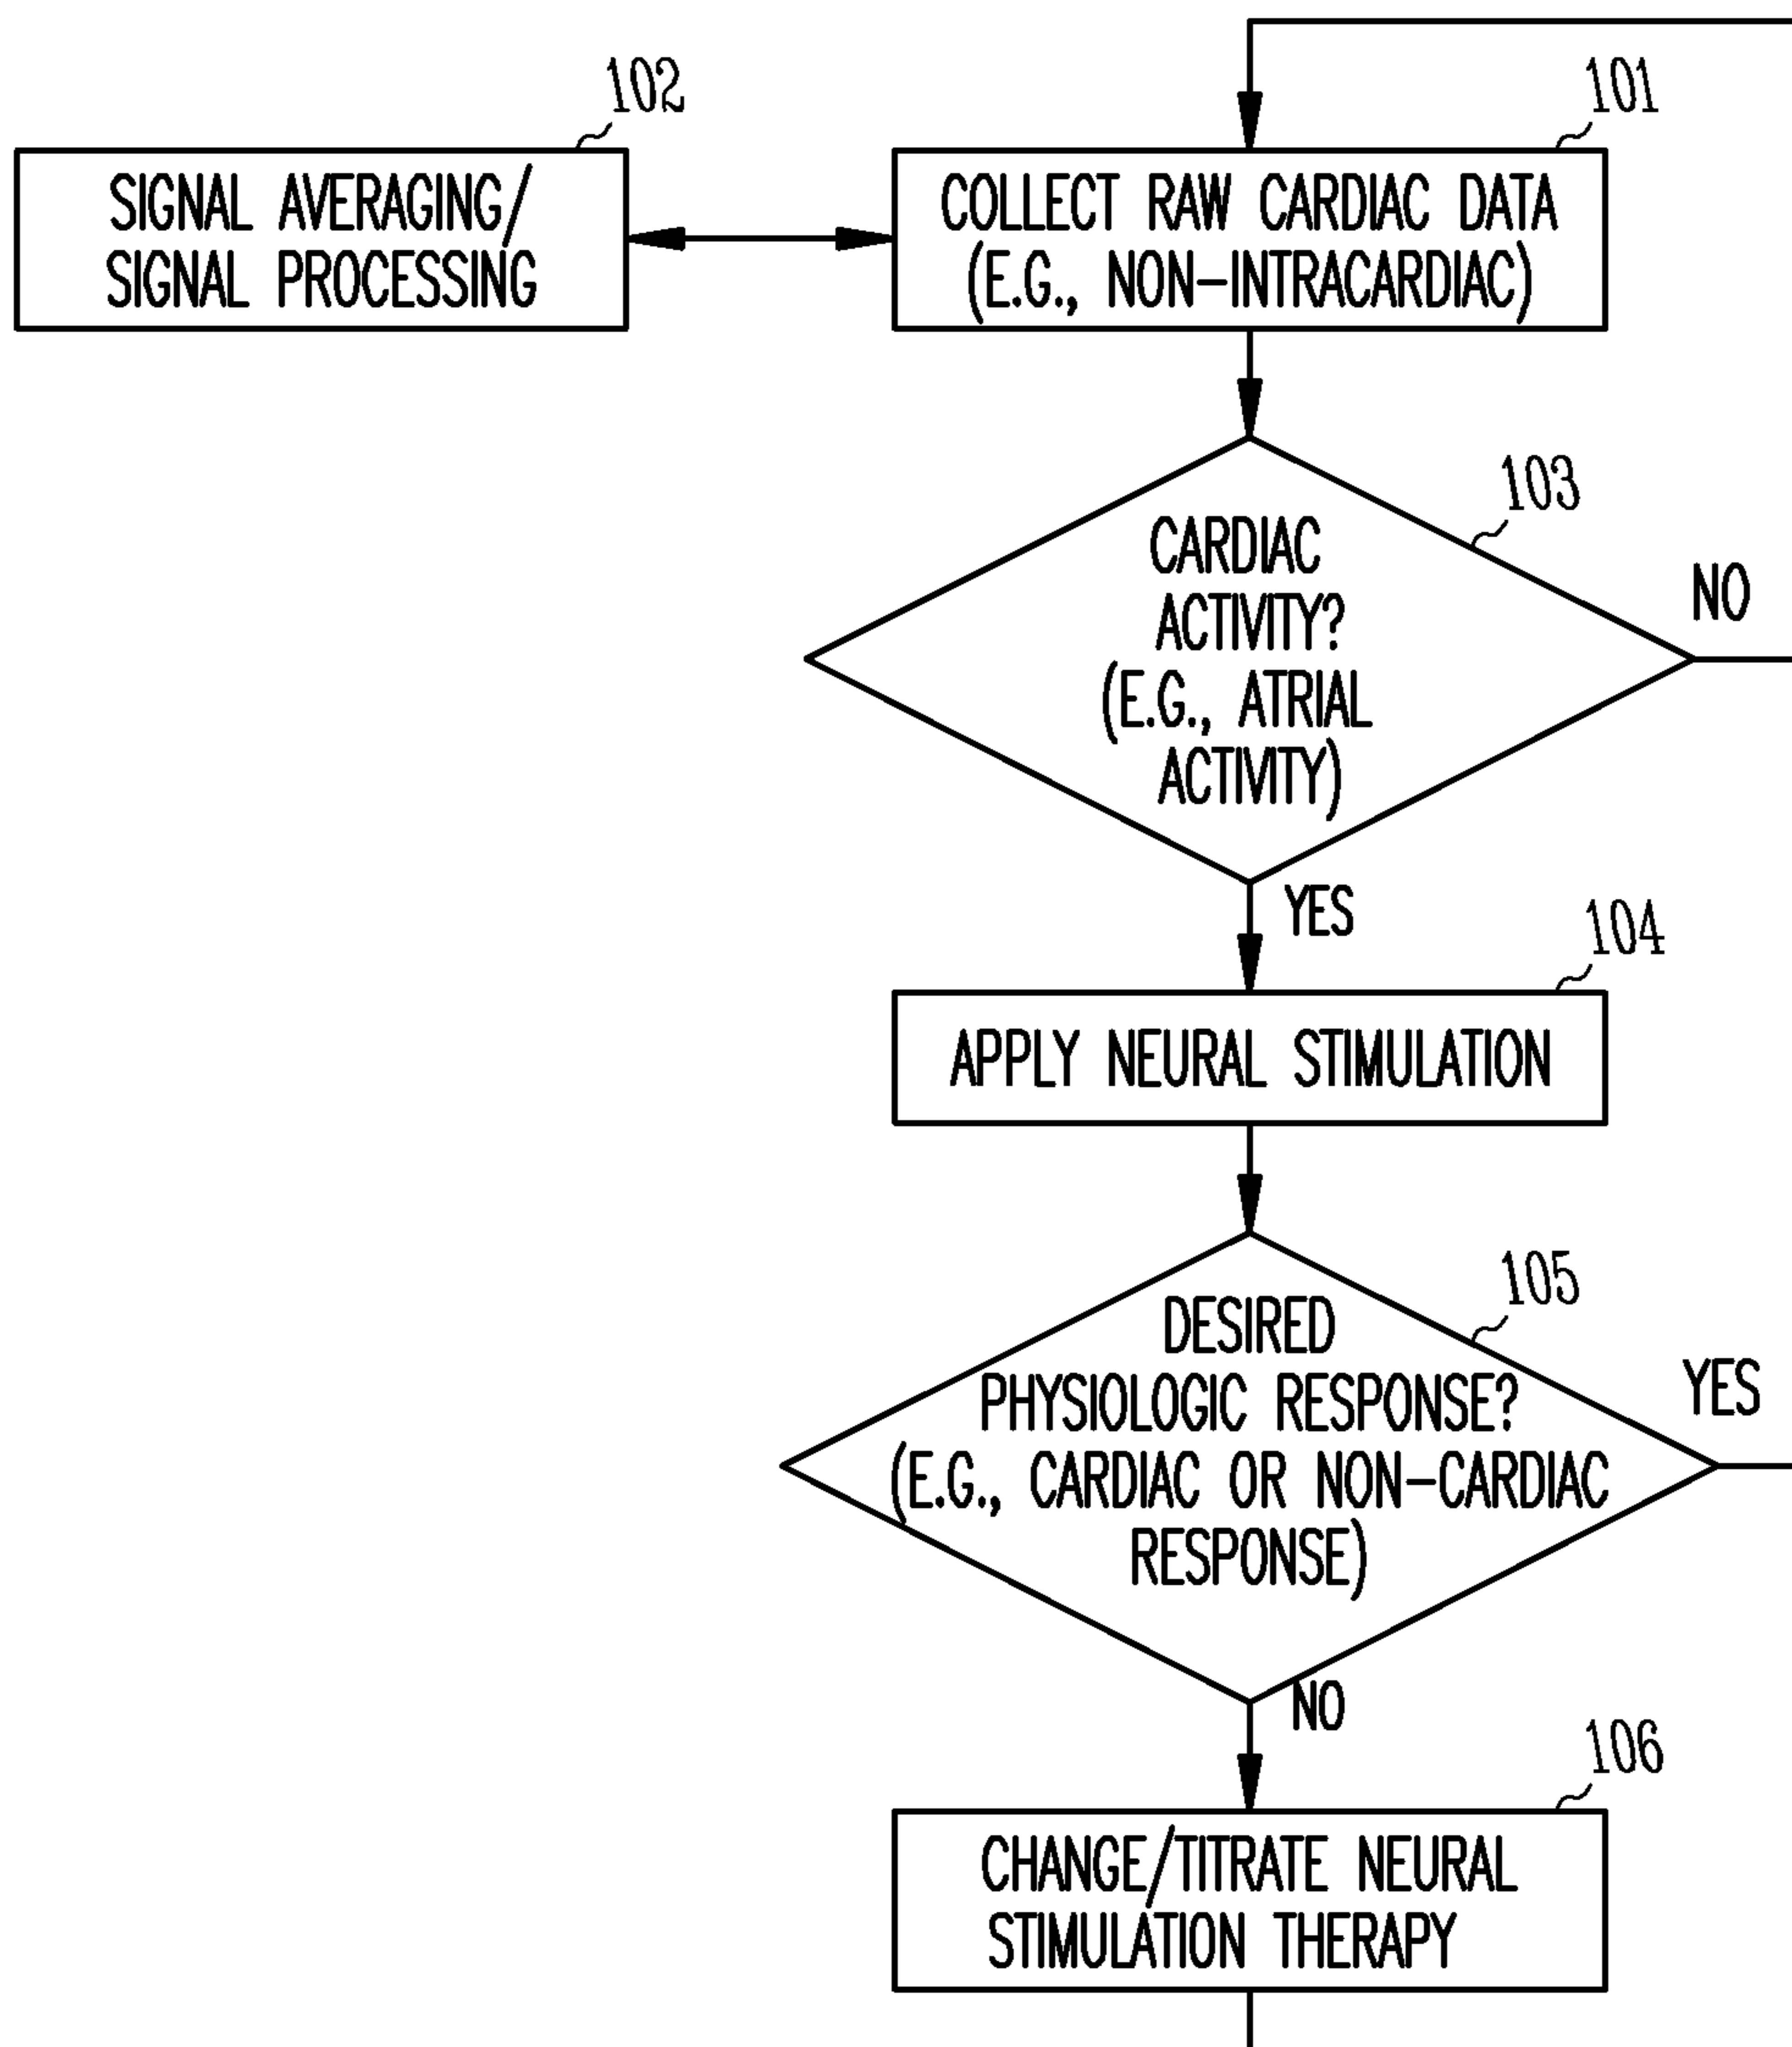 102
SIGNAL AVERAGING/
SIGNAL PROCESSING
101
COLLECT RAW CARDIAC DATA
(E.G., NON-INTRACARDIAC)
103
CARDIAC
ACTIVITY?
(E.G., ATRIAL
ACTIVITY)
NO
YES
104
APPLY NEURAL STIMULATION
105
DESIRED
PHYSIOLOGIC RESPONSE?
(E.G., CARDIAC OR NON-CARDIAC
RESPONSE)
YES
NO
106
CHANGE/TITRATE NEURAL
STIMULATION THERAPY